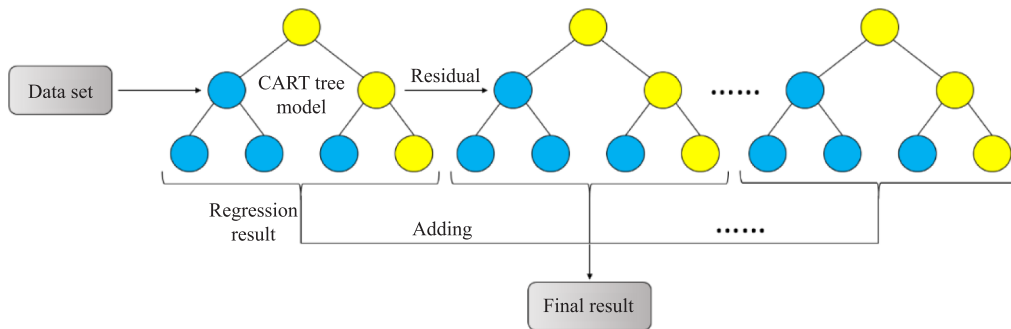 Data set
CART tree
model
Residual
......
Regression
result
Adding
......
Final result